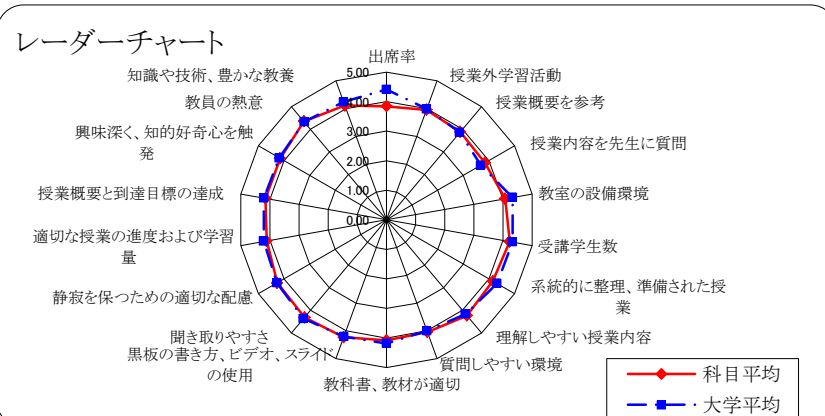 レーダーチャート
出席率
授業外学習活動
授業概要を参考
授業内容を先生に質問
教室の設備環境
受講学生数
系統的に整理、準備された授
業
理解しやすい授業内容
質問しやすい環境
教科書、教材が適切
黒板の書き方、ビデオ、スライド
の使用
聞き取りやすさ
静寂を保つための適切な配慮
適切な授業の進度および学習
量
授業概要と到達目標の達成
興味深く、知的好奇心を触
発
教員の熱意
知識や技術、豊かな教養
5.00
4.00
3.00
2.00
1.00
0.00
科目平均
大学平均